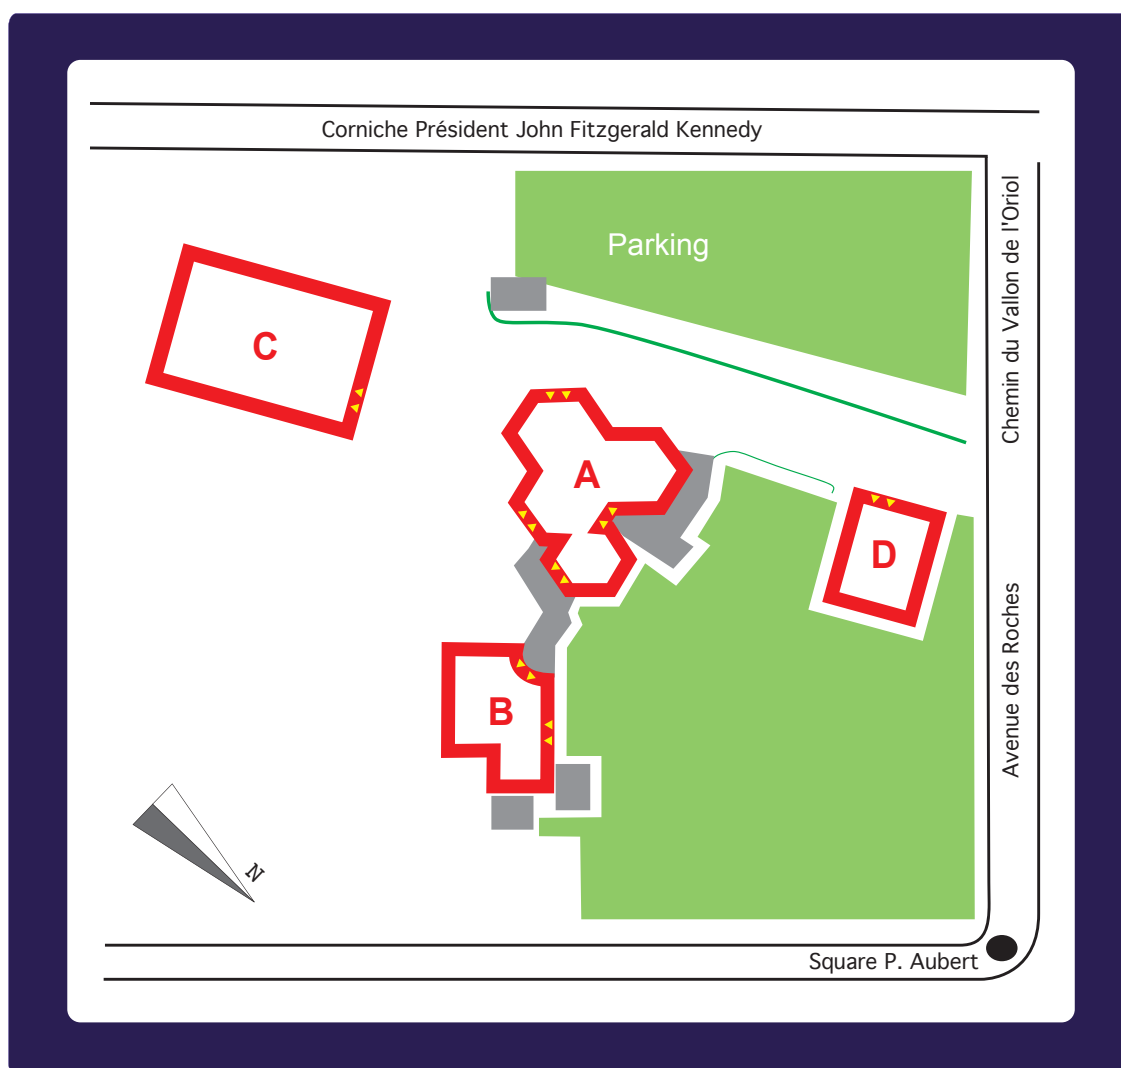 Corniche Président John Fitzgerald Kennedy
Chemin du Vallon de l'Oriol
Parking
C
A
D
B
Avenue des Roches
N
Square P. Aubert